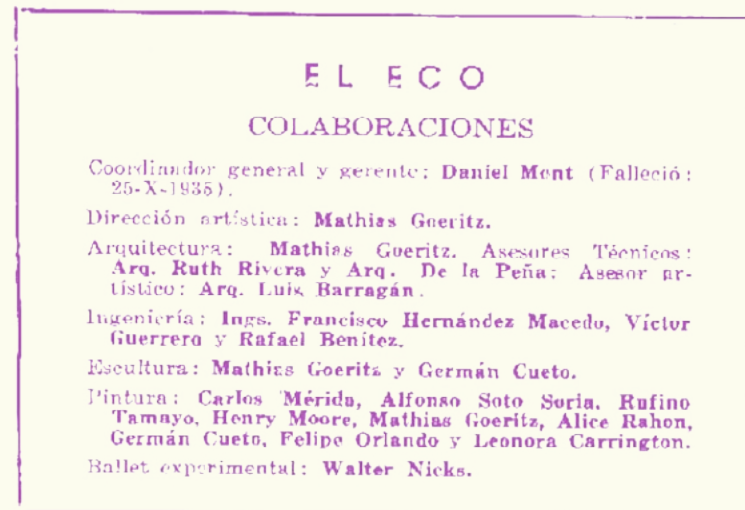 EL ECO
COLABORACIONES
Coordinador general y gerente: Daniel Mont (Falleció:
25-X-1935).
Dirección artística: Mathias Goeritz.
Arquitectura: Mathias Goeritz. Asesores Técnicos:
Arq. Ruth Rivera y Arq. De la Peña; Asesor ar-
tístico: Arq. Luis Barragán.
Ingeniería: Ings. Francisco Hernández Macedo, Víctor
Guerrero y Rafael Benítez.
Escultura: Mathias Goeritz y Germán Cueto.
Pintura: Carlos Mérida, Alfonso Soto Soria, Rufino
Tamayo, Henry Moore, Mathias Goeritz, Alice Rahon,
Germán Cueto, Felipe Orlando y Leonora Carrington.
Ballet experimental: Walter Nicks.